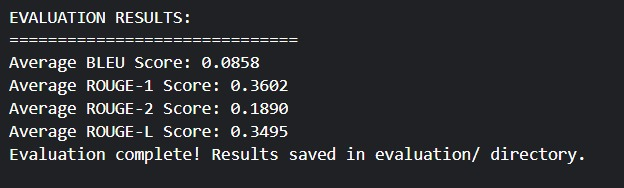 EVALUATION RESULTS:
==============================
Average BLEU Score: 0.0858
Average ROUGE-1 Score: 0.3602
Average ROUGE-2 Score: 0.1890
Average ROUGE-L Score: 0.3495
Evaluation complete! Results saved in evaluation/ directory.